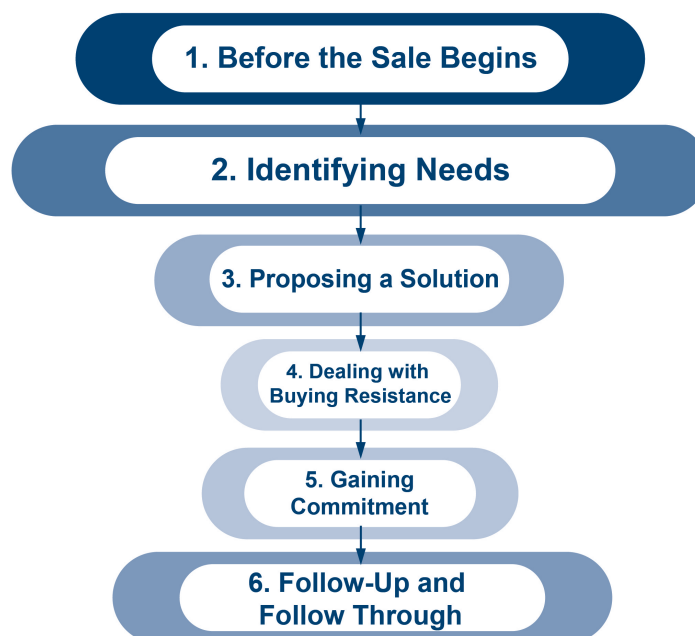 1. Before the Sale Begins
2. Identifying Needs
3. Proposing a Solution
4. Dealing with
Buying Resistance
5. Gaining
Commitment
6. Follow-Up and
Follow Through